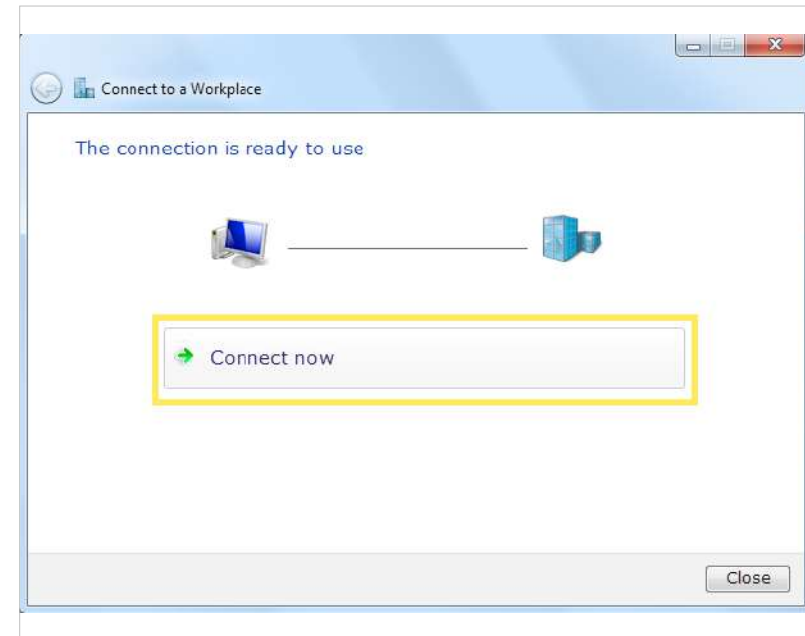 Connect to a Workplace
The connection is ready to use
Connect now
Close